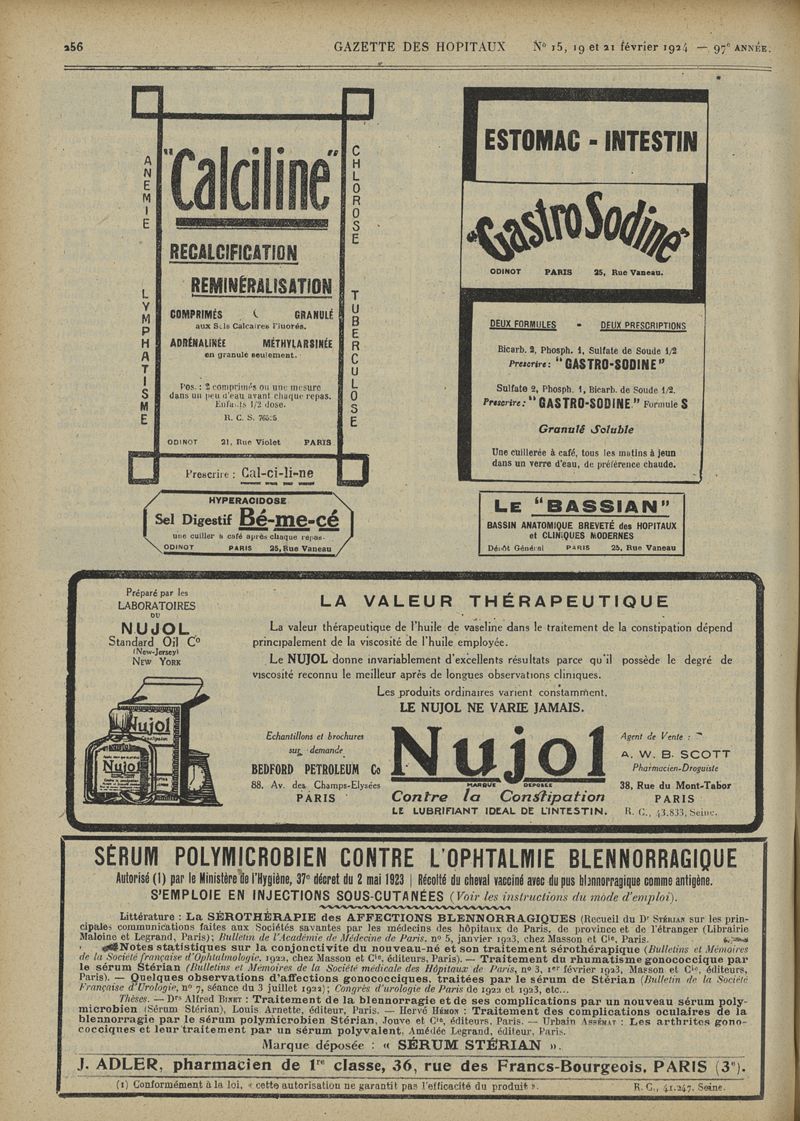 256 GAZETTE DES HOPITAUX N° 15, 19 et 21 février 1924 — 97e ANNÉE.
ANEMIE LYMPHATISME
"Calciline"
CHLOROSE TUBERCULOSE
RECALCIFICATION
REMINÉRALISATION
COMPRIMÉS GRANULÉ
aux Sels Calcaires Fluorés.
ADRÉNALINÉE MÉTHYLARSINÉE
en granulé seulement.
Pos. : 2 comprimés ou une mesure
dans un peu d'eau avant chaque repas.
Enfants 1/2 dose.
R. C. S.
ODINOT 21, Rue Violet PARIS
Prescrire : Cal-ci-li-ne
HYPERACIDOSE
Sel Digestif Bé-me-cé
une cuiller à café après chaque repas.
ODINOT PARIS 25, Rue Vaneau
ESTOMAC - INTESTIN
"GastroSodine"
ODINOT PARIS 25, Rue Vaneau.
DEUX FORMULES - DEUX PRESCRIPTIONS
Bicarb. 2, Phosph. 1, Sulfate de Soude 1/2
Prescrire : "GASTRO-SODINE"
Sulfate 2, Phosph. 1, Bicarb. de Soude 1/2.
Prescrire : "GASTRO-SODINE" Formule S
Granulé Soluble
Une cuillerée à café, tous les matins à jeun
dans un verre d'eau, de préférence chaude.
LE "BASSIAN"
BASSIN ANATOMIQUE BREVETÉ des HOPITAUX
et CLINIQUES MODERNES
Dépôt Général PARIS 25, Rue Vaneau
Préparé par les
LABORATOIRES
DU
NUJOL
Standard Oil Co
(New-Jersey)
NEW YORK
Nujol
Nujol
LA VALEUR THÉRAPEUTIQUE
La valeur thérapeutique de l'huile de vaseline dans le traitement de la constipation dépend
principalement de la viscosité de l'huile employée.
Le NUJOL donne invariablement d'excellents résultats parce qu'il possède le degré de
viscosité reconnu le meilleur après de longues observations cliniques.
Les produits ordinaires varient constamment,
LE NUJOL NE VARIE JAMAIS.
Echantillons et brochures
sur demande
BEDFORD PETROLEUM Co
88. Av. des Champs-Elysées
PARIS
Nujol
MARQUE DÉPOSÉE
Contre la Constipation
LE LUBRIFIANT IDEAL DE L'INTESTIN.
Agent de Vente :
A. W. B. SCOTT
Pharmacien-Droguiste
38, Rue du Mont-Tabor
PARIS
R. C., 43.833, Seine.
SÉRUM POLYMICROBIEN CONTRE L'OPHTALMIE BLENNORRAGIQUE
Autorisé (1) par le Ministère de l'Hygiène, 37e décret du 2 mai 1923 | Récolté du cheval vacciné avec du pus blennorragique comme antigène.
S'EMPLOIE EN INJECTIONS SOUS-CUTANÉES (Voir les instructions du mode d'emploi).
Littérature : La SÉROTHÉRAPIE des AFFECTIONS BLENNORRAGIQUES (Recueil du Dr STÉRIAN sur les prin-
cipales communications faites aux Sociétés savantes par les médecins des hôpitaux de Paris, de province et de l'étranger (Librairie
Maloine et Legrand, Paris); Bulletin de l'Académie de Médecine de Paris, n° 5, janvier 1923, chez Masson et Cie, Paris.
Notes statistiques sur la conjonctivite du nouveau-né et son traitement sérothérapique (Bulletins et Mémoires
de la Société française d'Ophtalmologie, 1922, chez Masson et Cie, éditeurs, Paris). — Traitement du rhumatisme gonococcique par
le sérum Stérian (Bulletins et Mémoires de la Société médicale des Hôpitaux de Paris, n° 3, 1er février 1923, Masson et Cie, éditeurs,
Paris). — Quelques observations d'affections gonococciques, traitées par le sérum de Stérian (Bulletin de la Société
Française d'Urologie, n° 7, séance du 3 juillet 1922); Congrès d'urologie de Paris de 1922 et 1923, etc...
Thèses. — Drs Alfred BINET : Traitement de la blennorragie et de ses complications par un nouveau sérum poly-
microbien (Sérum Stérian), Louis Arnette, éditeur, Paris. — Hervé HÉMON : Traitement des complications oculaires de la
blennorragie par le sérum polymicrobien Stérian, Jouve et Cie, éditeurs, Paris. — Urbain ASSÉMAT : Les arthrites gono-
cocciques et leur traitement par un sérum polyvalent, Amédée Legrand, éditeur, Paris.
Marque déposée : « SÉRUM STÉRIAN ».
J. ADLER, pharmacien de 1re classe, 36, rue des Francs-Bourgeois, PARIS (3e).
(1) Conformément à la loi, « cette autorisation ne garantit pas l'efficacité du produit ». R. C., 41.247. Seine.